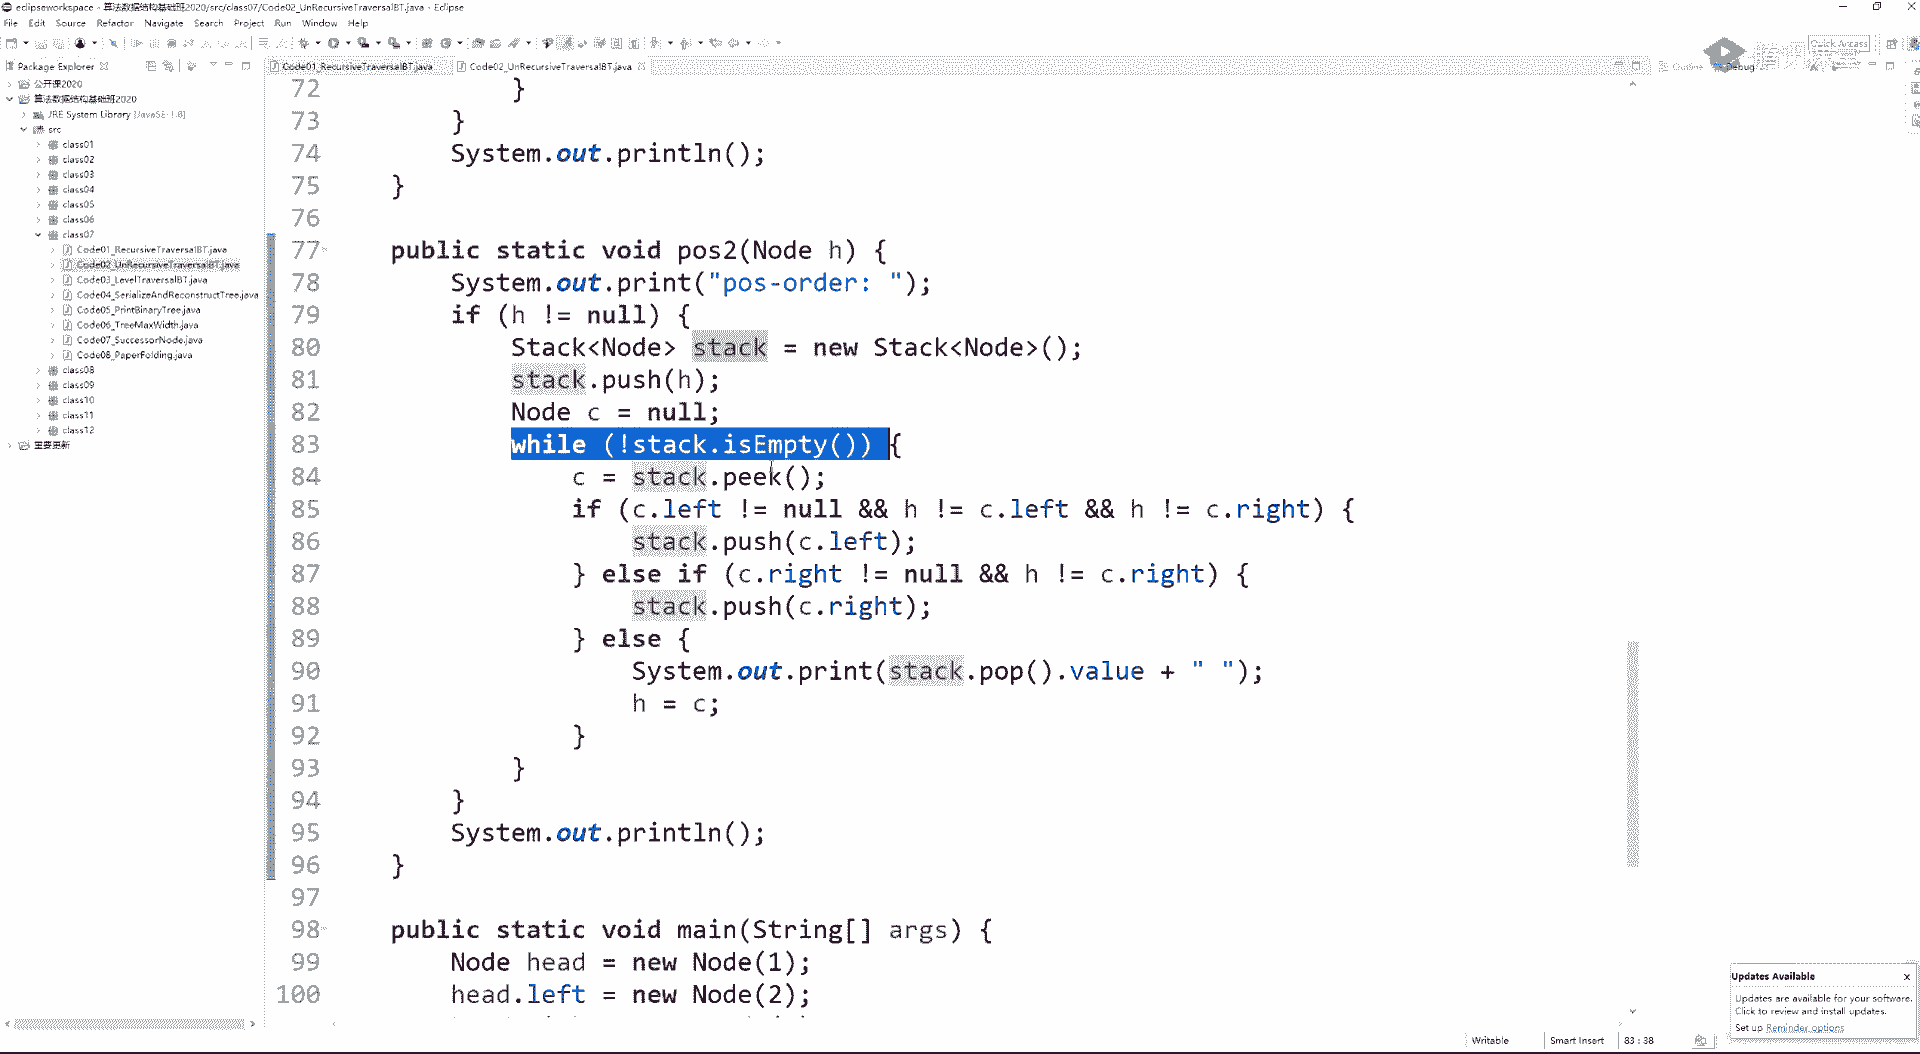 eclipseworkspace - 算法数据结构基础班2020/src/class07/Code02_UnRecursiveTraversalBT.java - Eclipse
File Edit Source Refactor Navigate Search Project Run Window Help
Quick Access
Package Explorer
Code01_RecursiveTraversalBT.java
Code02_UnRecursiveTraversalBT.java
Outline
Debug
公开课2020
算法数据结构基础班2020
JRE System Library [JavaSE-1.8]
src
class01
class02
class03
class04
class05
class06
class07
Code01_RecursiveTraversalBT.java
Code02_UnRecursiveTraversalBT.java
Code03_LevelTraversalBT.java
Code04_SerializeAndReconstructTree.java
Code05_PrintBinaryTree.java
Code06_TreeMaxWidth.java
Code07_SuccessorNode.java
Code08_PaperFolding.java
class08
class09
class10
class11
class12
重要更新
72 }
73 }
74 System.out.println();
75 }
76
77 public static void pos2(Node h) {
78 System.out.print("pos-order: ");
79 if (h != null) {
80 Stack<Node> stack = new Stack<Node>();
81 stack.push(h);
82 Node c = null;
83 while (!stack.isEmpty()) {
84 c = stack.peek();
85 if (c.left != null && h != c.left && h != c.right) {
86 stack.push(c.left);
87 } else if (c.right != null && h != c.right) {
88 stack.push(c.right);
89 } else {
90 System.out.print(stack.pop().value + " ");
91 h = c;
92 }
93 }
94 }
95 System.out.println();
96 }
97
98 public static void main(String[] args) {
99 Node head = new Node(1);
100 head.left = new Node(2);
Updates Available
Updates are available for your software.
Click to review and install updates.
Set up Reminder options
Writable
Smart Insert
83 : 38